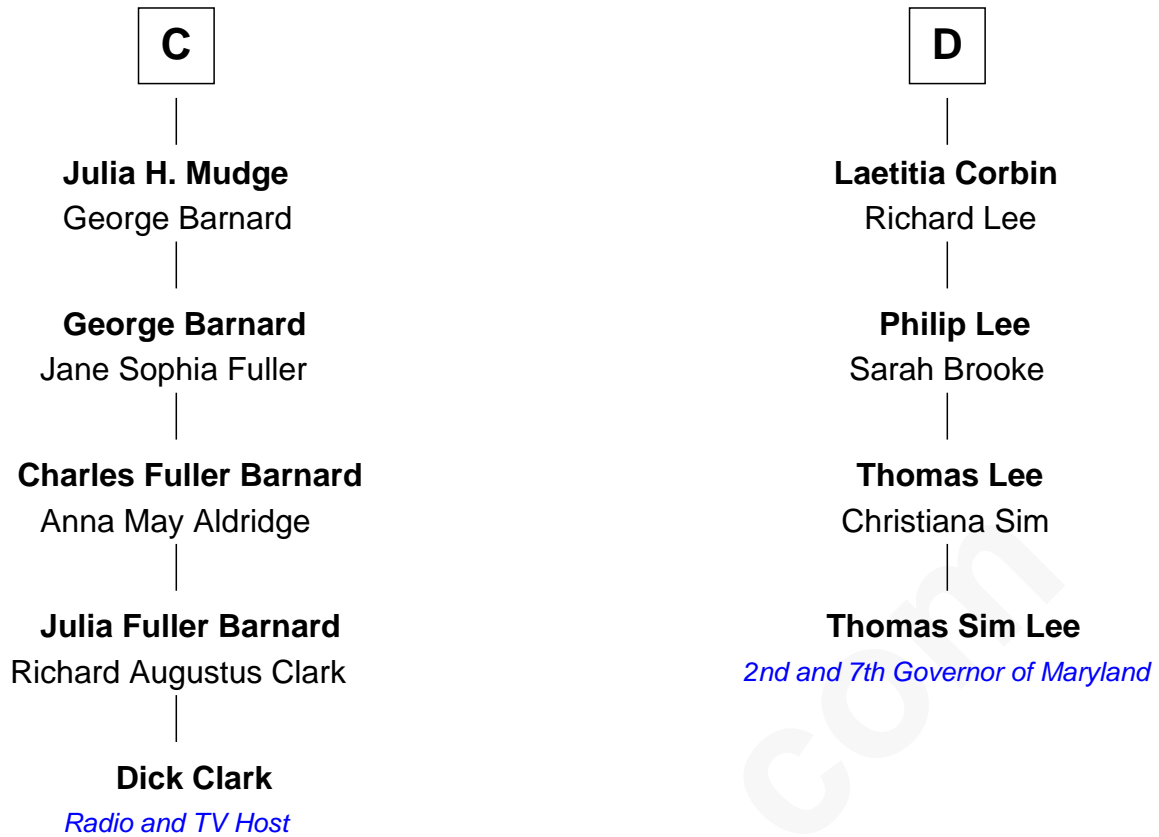 C
Julia H. Mudge
George Barnard
George Barnard
Jane Sophia Fuller
Charles Fuller Barnard
Anna May Aldridge
Julia Fuller Barnard
Richard Augustus Clark
Dick Clark
Radio and TV Host
D
Laetitia Corbin
Richard Lee
Philip Lee
Sarah Brooke
Thomas Lee
Christiana Sim
Thomas Sim Lee
2nd and 7th Governor of Maryland
com